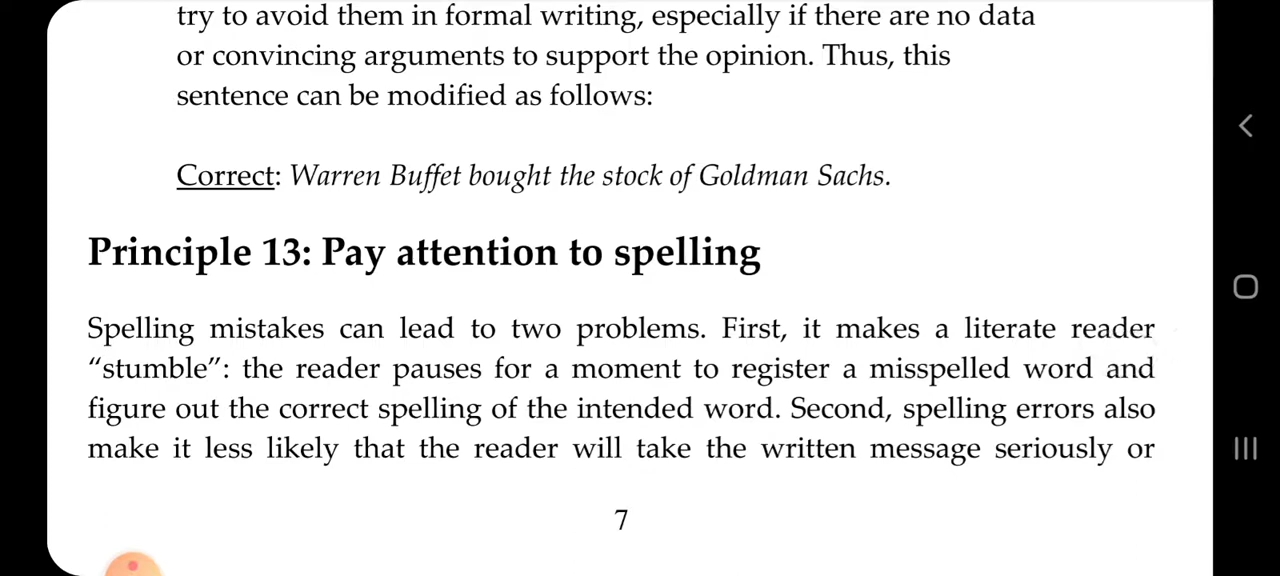 try to avoid them in formal writing, especially if there are no data
or convincing arguments to support the opinion. Thus, this
sentence can be modified as follows:
Correct: Warren Buffet bought the stock of Goldman Sachs.
Principle 13: Pay attention to spelling
Spelling mistakes can lead to two problems. First, it makes a literate reader
“stumble”: the reader pauses for a moment to register a misspelled word and
figure out the correct spelling of the intended word. Second, spelling errors also
make it less likely that the reader will take the written message seriously or
7